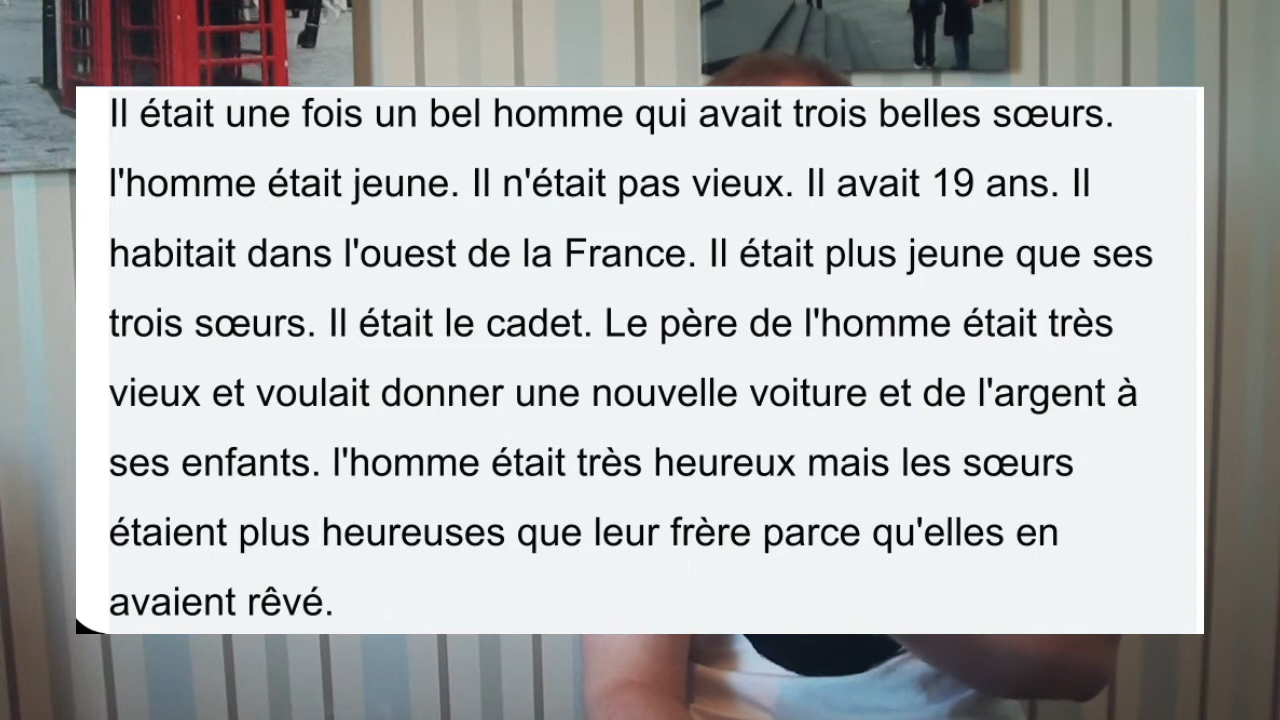 Il était une fois un bel homme qui avait trois belles sœurs.
l'homme était jeune. Il n'était pas vieux. Il avait 19 ans. Il
habitait dans l'ouest de la France. Il était plus jeune que ses
trois sœurs. Il était le cadet. Le père de l'homme était très
vieux et voulait donner une nouvelle voiture et de l'argent à
ses enfants. l'homme était très heureux mais les sœurs
étaient plus heureuses que leur frère parce qu'elles en
avaient rêvé.